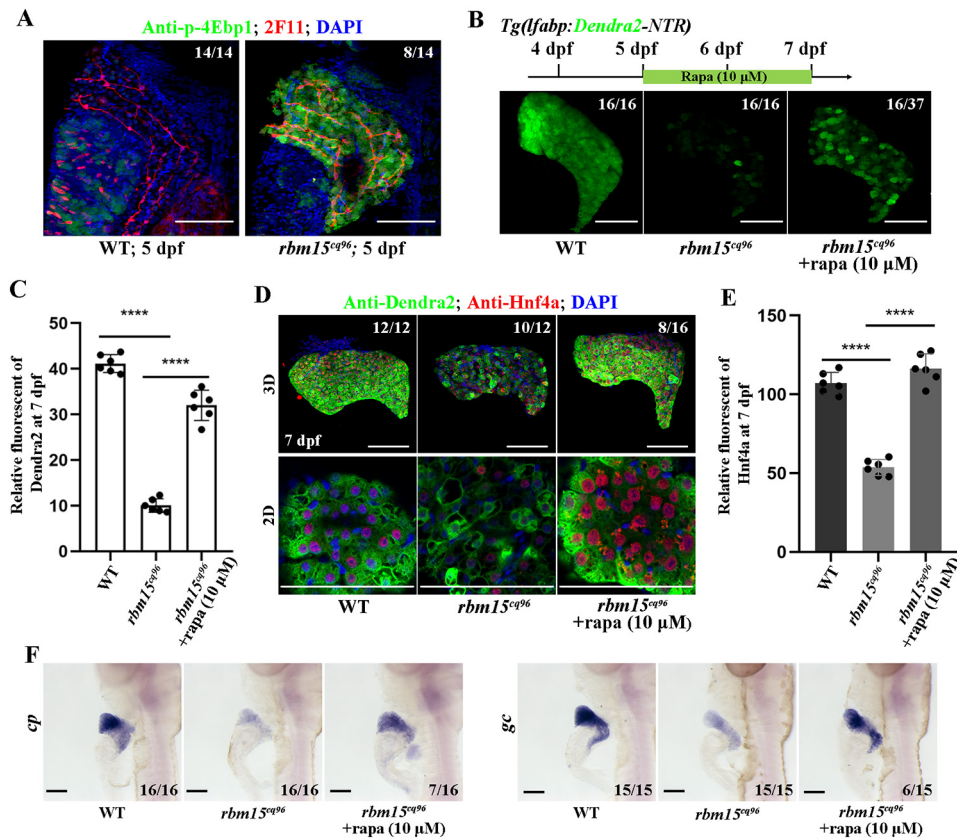 A
Anti-p-4Ebp1; 2F11; DAPI
14/14
8/14
WT; 5 dpf
rbm15cq96; 5 dpf
B
Tg(lfabp:Dendra2-NTR)
4 dpf 5 dpf 6 dpf 7 dpf
Rapa (10 µM)
16/16
16/16
16/37
WT
rbm15cq96
rbm15cq96
+rapa (10 µM)
C
Relative fluorescent of
Dendra2 at 7 dpf
50
40
30
20
10
0
****
****
WT
rbm15cq96
rbm15cq96
+rapa (10 µM)
D
Anti-Dendra2; Anti-Hnf4a; DAPI
3D
12/12
10/12
8/16
7 dpf
2D
WT
rbm15cq96
rbm15cq96
+rapa (10 µM)
E
Relative fluorescent of
Hnf4a at 7 dpf
150
100
50
0
****
****
WT
rbm15cq96
rbm15cq96
+rapa (10 µM)
F
cp
16/16
16/16
7/16
WT
rbm15cq96
rbm15cq96
+rapa (10 µM)
gc
15/15
15/15
6/15
WT
rbm15cq96
rbm15cq96
+rapa (10 µM)